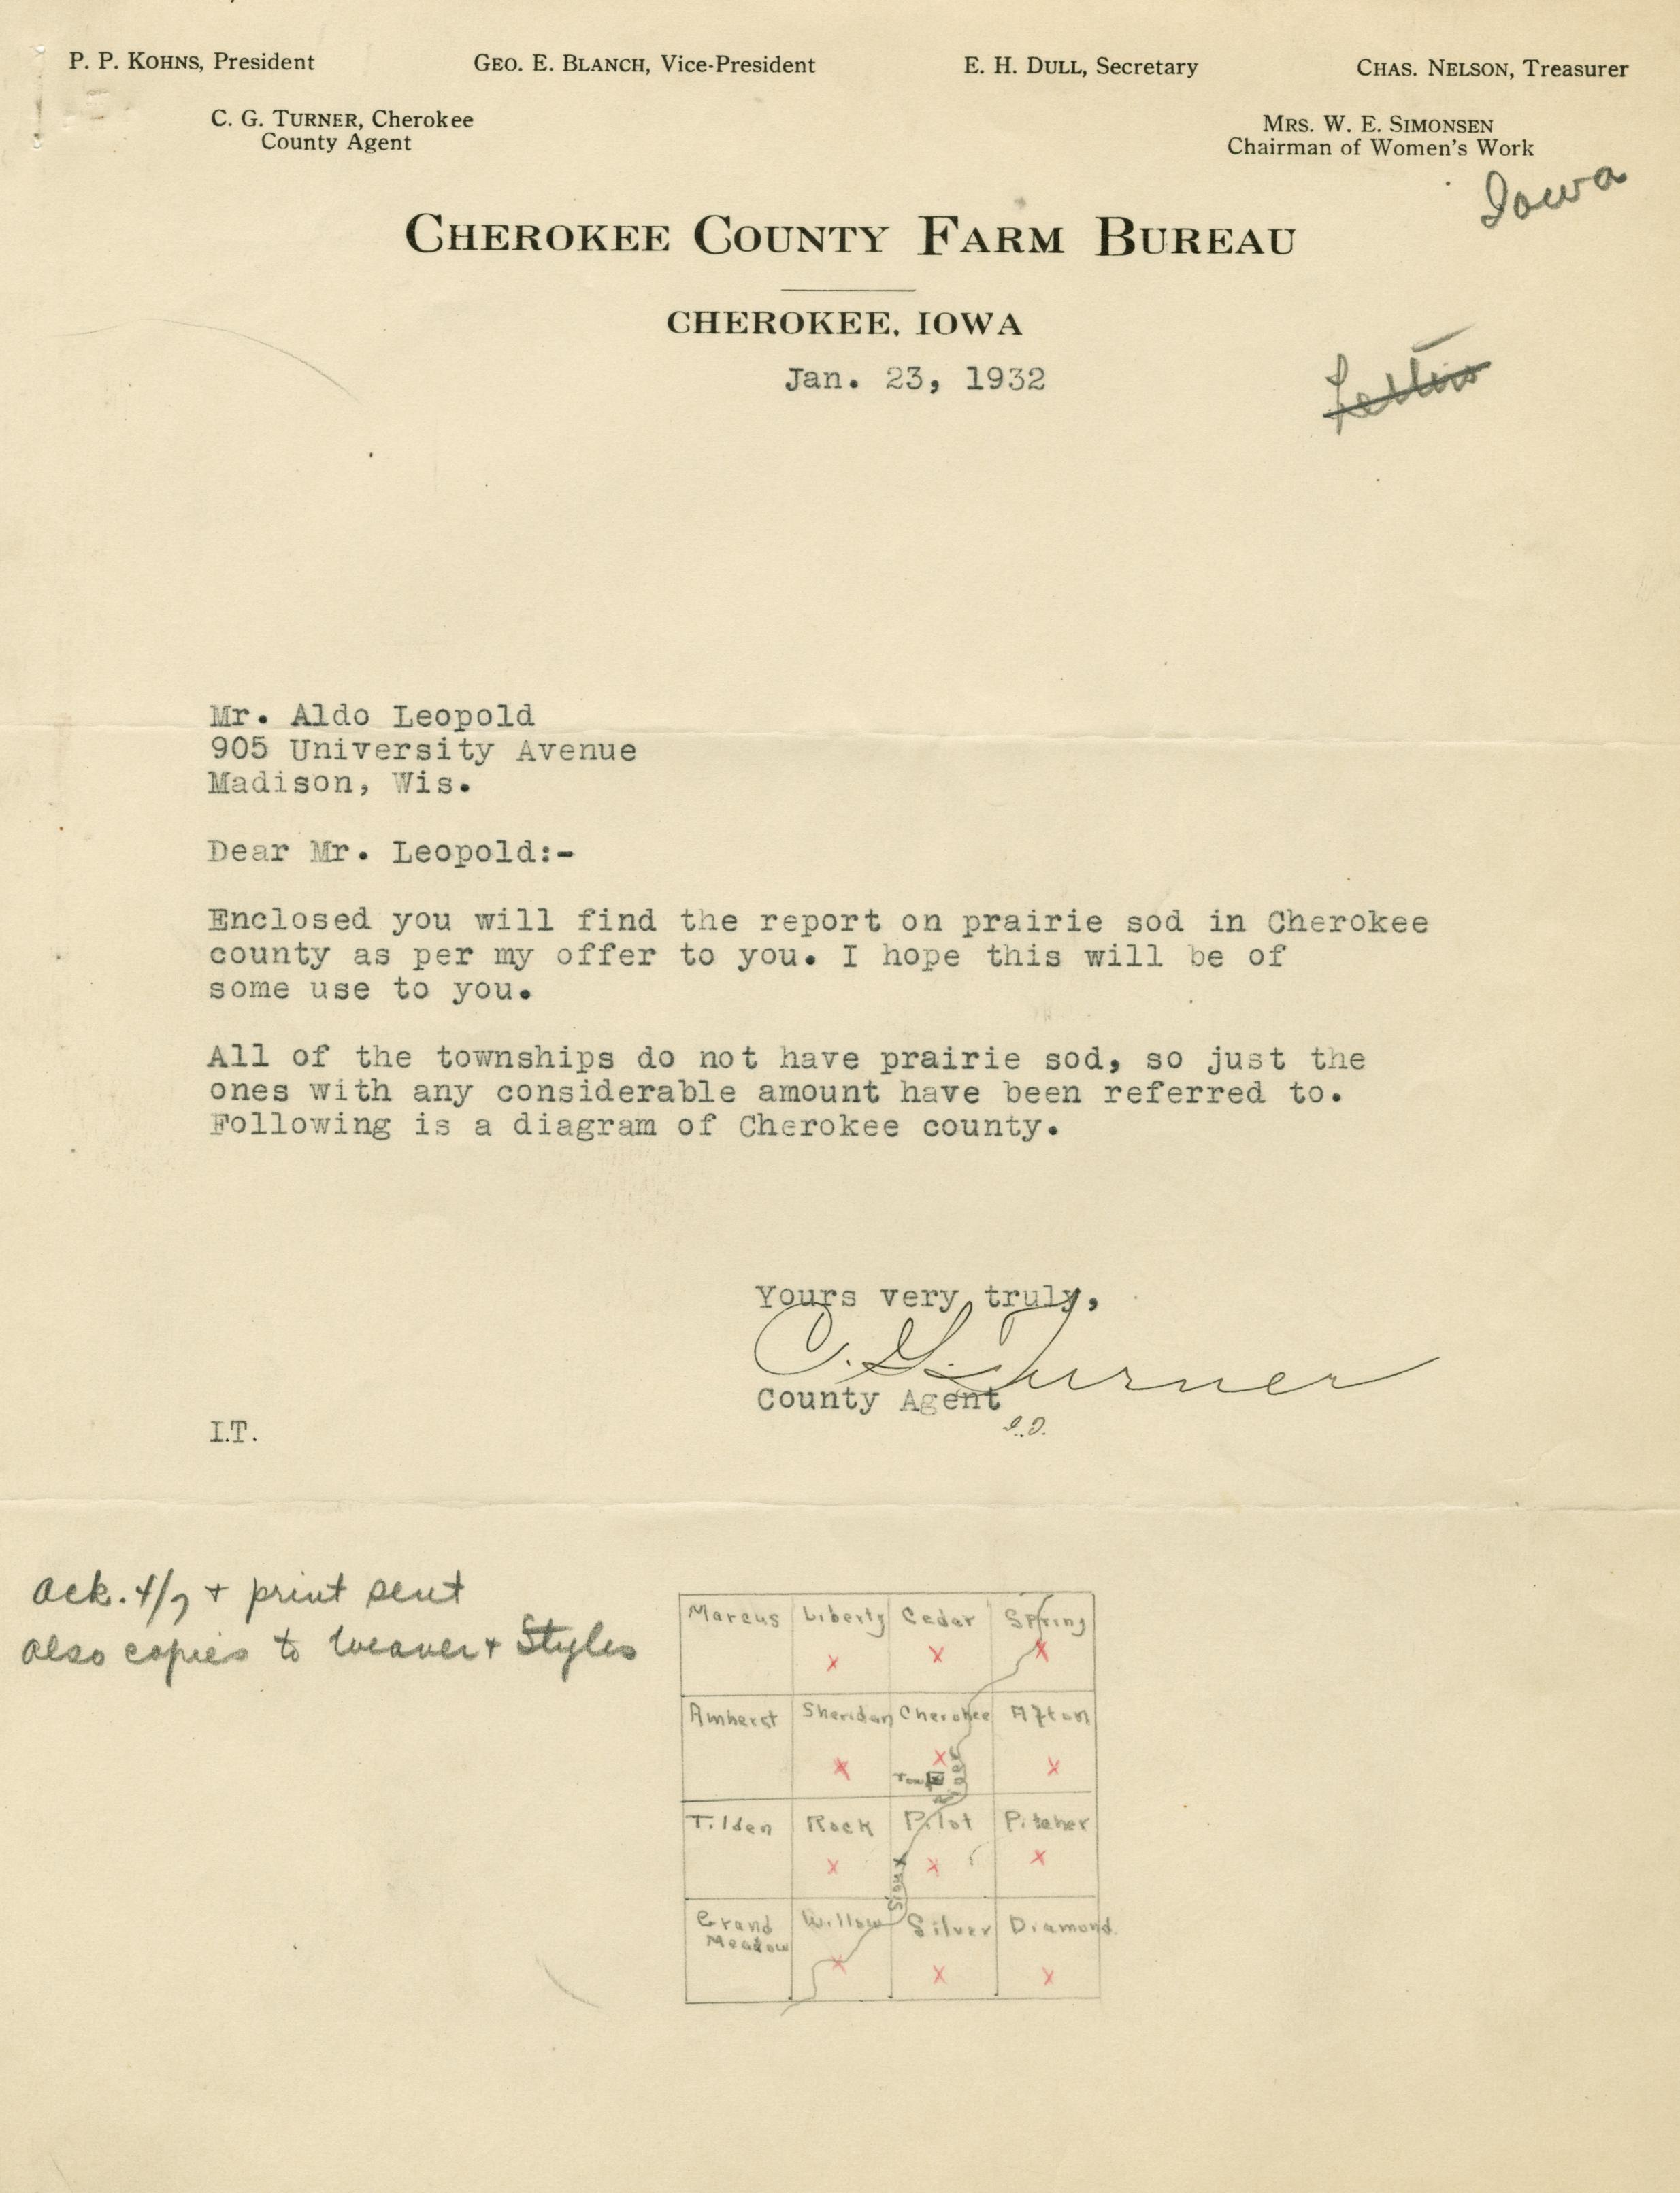 P. P. KOHNS, President GEO. E. BLANCH, Vice-President E. H. DULL, Secretary CHAS. NELSON, Treasurer
C. G. TURNER, Cherokee
County Agent
MRS. W. E. SIMONSEN
Chairman of Women's Work
Iowa
CHEROKEE COUNTY FARM BUREAU
CHEROKEE, IOWA
Jan. 23, 1932
Mr. Aldo Leopold
905 University Avenue
Madison, Wis.
Dear Mr. Leopold:-
Enclosed you will find the report on prairie sod in Cherokee
county as per my offer to you. I hope this will be of
some use to you.
All of the townships do not have prairie sod, so just the
ones with any considerable amount have been referred to.
Following is a diagram of Cherokee county.
Yours very truly,
C. G. Turner
County Agent
I.T.
ack. 4/7 + print sent
also copies to Weaver + Styles
Marcus Liberty Cedar Spring
x x x
Amherst Sheridan Cherokee Afton
x x x
Town
River
Tilden Rock Pilot Pitcher
x x x
Sioux
Grand Meadow Willow Silver Diamond
x x x